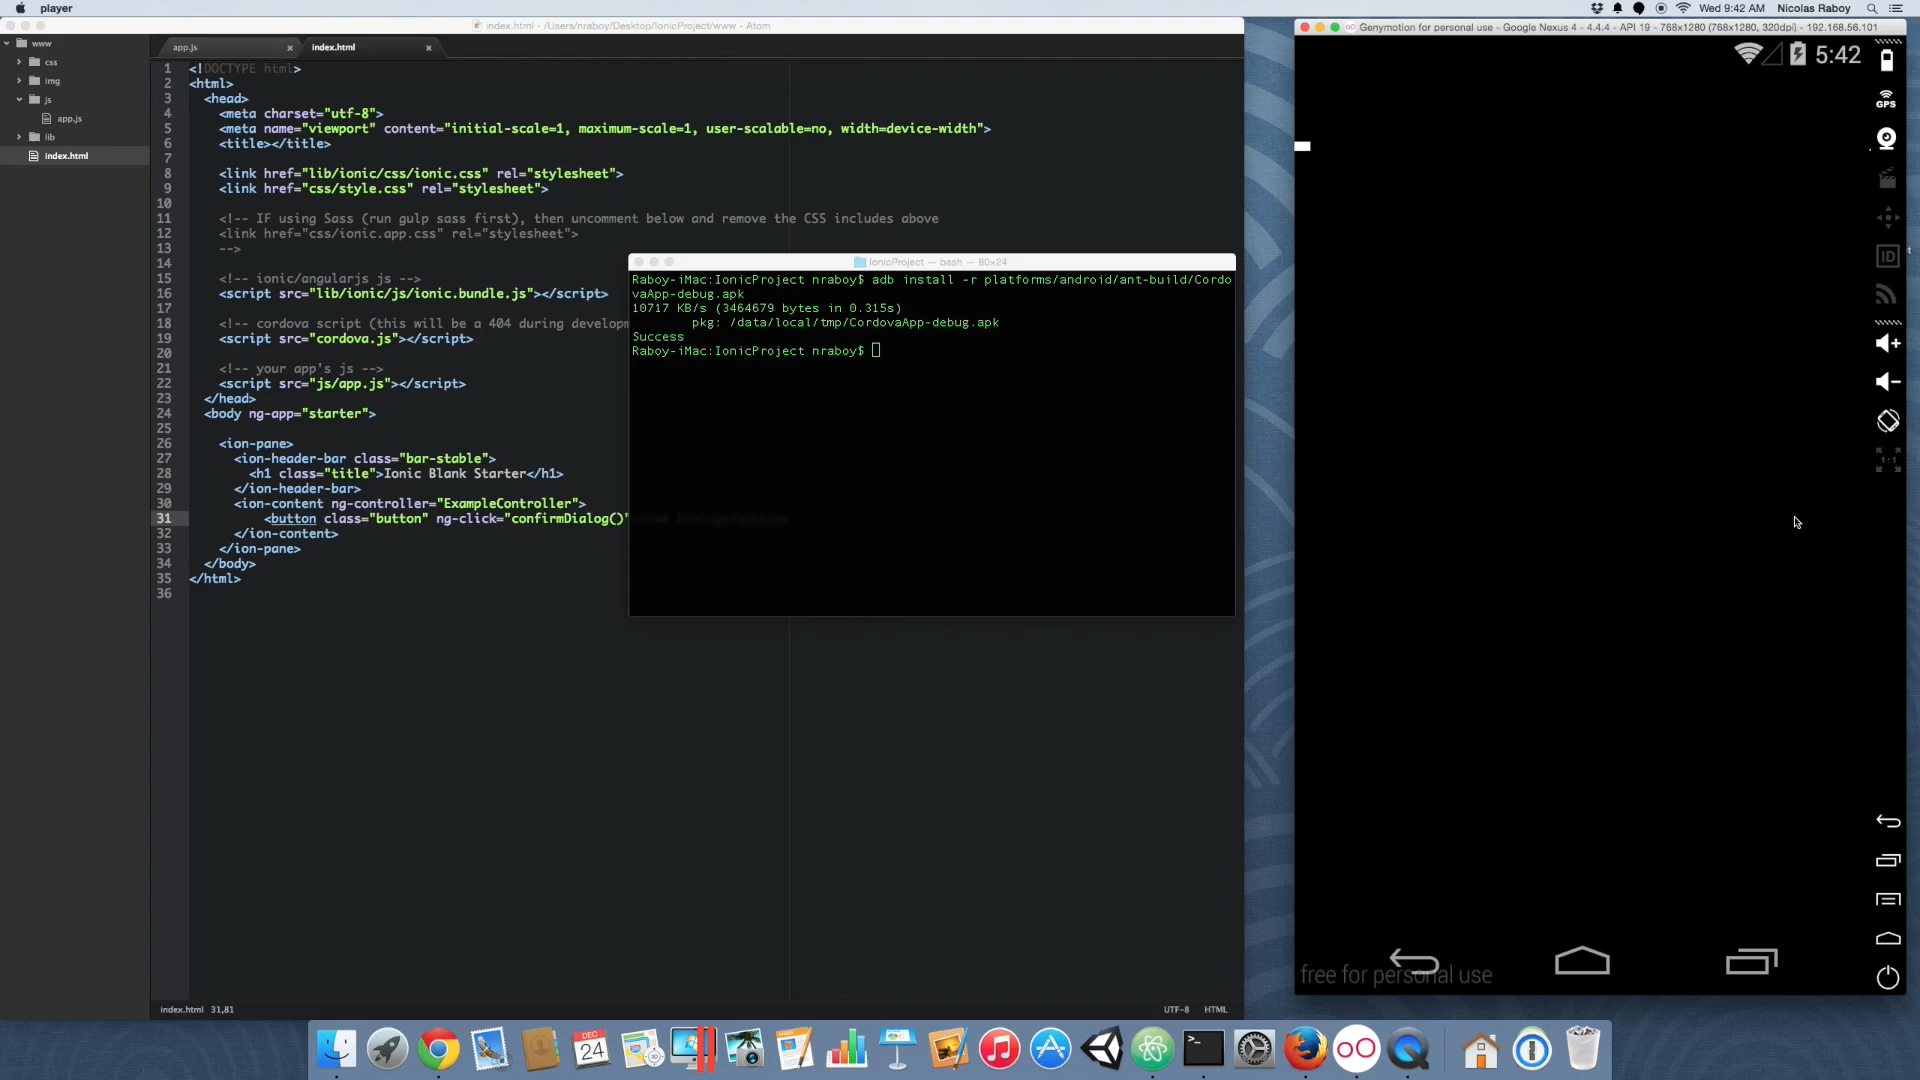 player
Wed 9:42 AM Nicolas Raboy
index.html - /Users/nraboy/Desktop/IonicProject/www - Atom
www
css
img
js
app.js
lib
index.html
app.js
index.html
1 <!DOCTYPE html>
2 <html>
3 <head>
4 <meta charset="utf-8">
5 <meta name="viewport" content="initial-scale=1, maximum-scale=1, user-scalable=no, width=device-width">
6 <title></title>
7
8 <link href="lib/ionic/css/ionic.css" rel="stylesheet">
9 <link href="css/style.css" rel="stylesheet">
10
11 <!-- IF using Sass (run gulp sass first), then uncomment below and remove the CSS includes above
12 <link href="css/ionic.app.css" rel="stylesheet">
13 -->
14
15 <!-- ionic/angularjs js -->
16 <script src="lib/ionic/js/ionic.bundle.js"></script>
17
18 <!-- cordova script (this will be a 404 during developm
19 <script src="cordova.js"></script>
20
21 <!-- your app's js -->
22 <script src="js/app.js"></script>
23 </head>
24 <body ng-app="starter">
25
26 <ion-pane>
27 <ion-header-bar class="bar-stable">
28 <h1 class="title">Ionic Blank Starter</h1>
29 </ion-header-bar>
30 <ion-content ng-controller="ExampleController">
31 <button class="button" ng-click="confirmDialog()"
32 </ion-content>
33 </ion-pane>
34 </body>
35 </html>
36
index.html 31,81
UTF-8 HTML
IonicProject — bash — 80×24
Raboy-iMac:IonicProject nraboy$ adb install -r platforms/android/ant-build/Cordo
vaApp-debug.apk
10717 KB/s (3464679 bytes in 0.315s)
pkg: /data/local/tmp/CordovaApp-debug.apk
Success
Raboy-iMac:IonicProject nraboy$
Genymotion for personal use - Google Nexus 4 - 4.4.4 - API 19 - 768x1280 (768x1280, 320dpi) - 192.168.56.101
5:42
GPS
ID
1:1
free for personal use
DEC
24